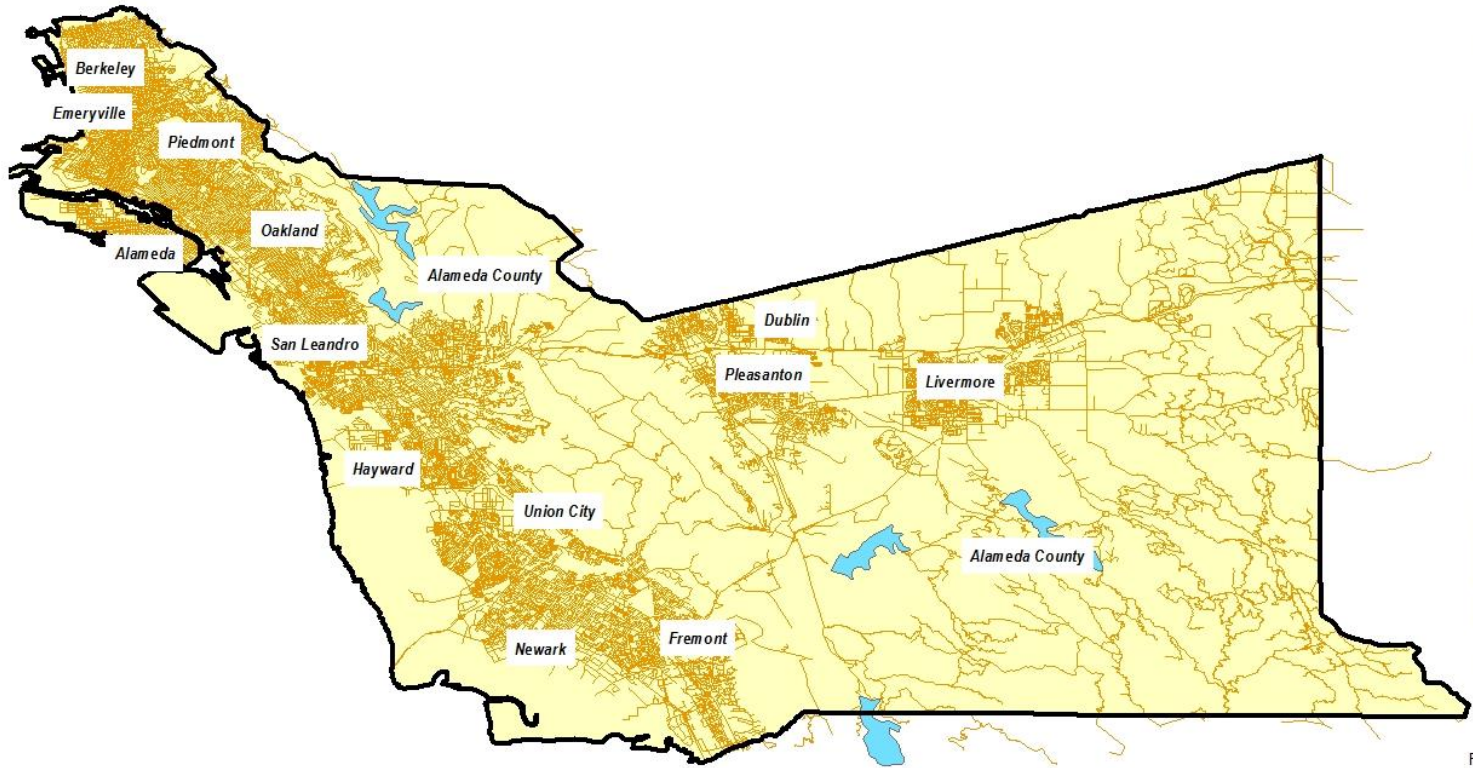 Berkeley
Emeryville
Piedmont
Oakland
Alameda
Alameda County
Dublin
San Leandro
Pleasanton
Livermore
Hayward
Union City
Alameda County
Fremont
Newark